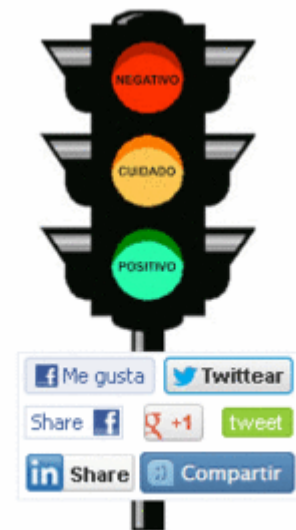 NEGATIVO
CUIDADO
POSITIVO
Me gusta Twittear
Share +1 tweet
in Share Compartir